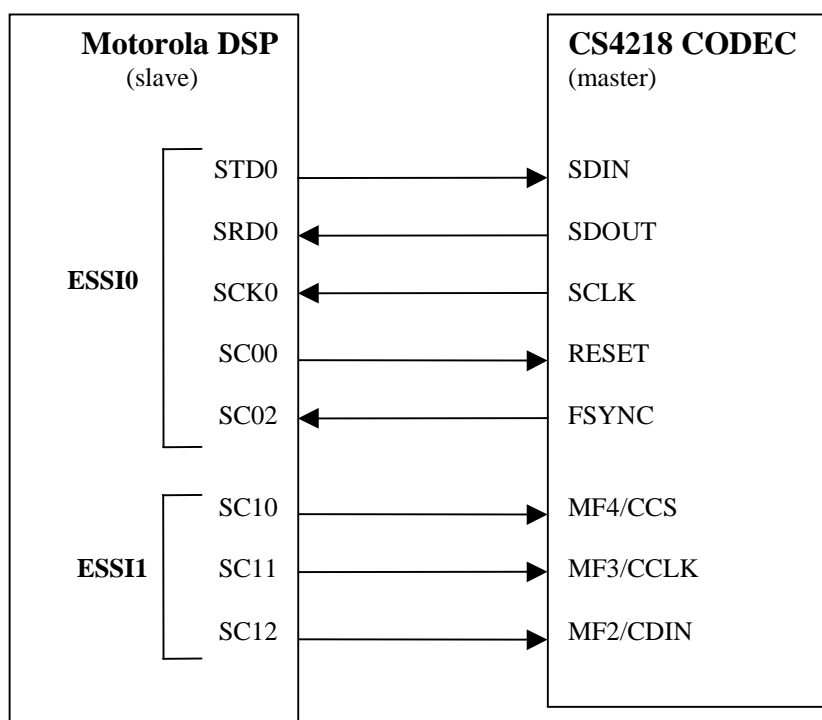 Motorola DSP
(slave)
CS4218 CODEC
(master)
ESSI0
STD0
SDIN
SRD0
SDOUT
SCK0
SCLK
SC00
RESET
SC02
FSYNC
ESSI1
SC10
MF4/CCS
SC11
MF3/CCLK
SC12
MF2/CDIN